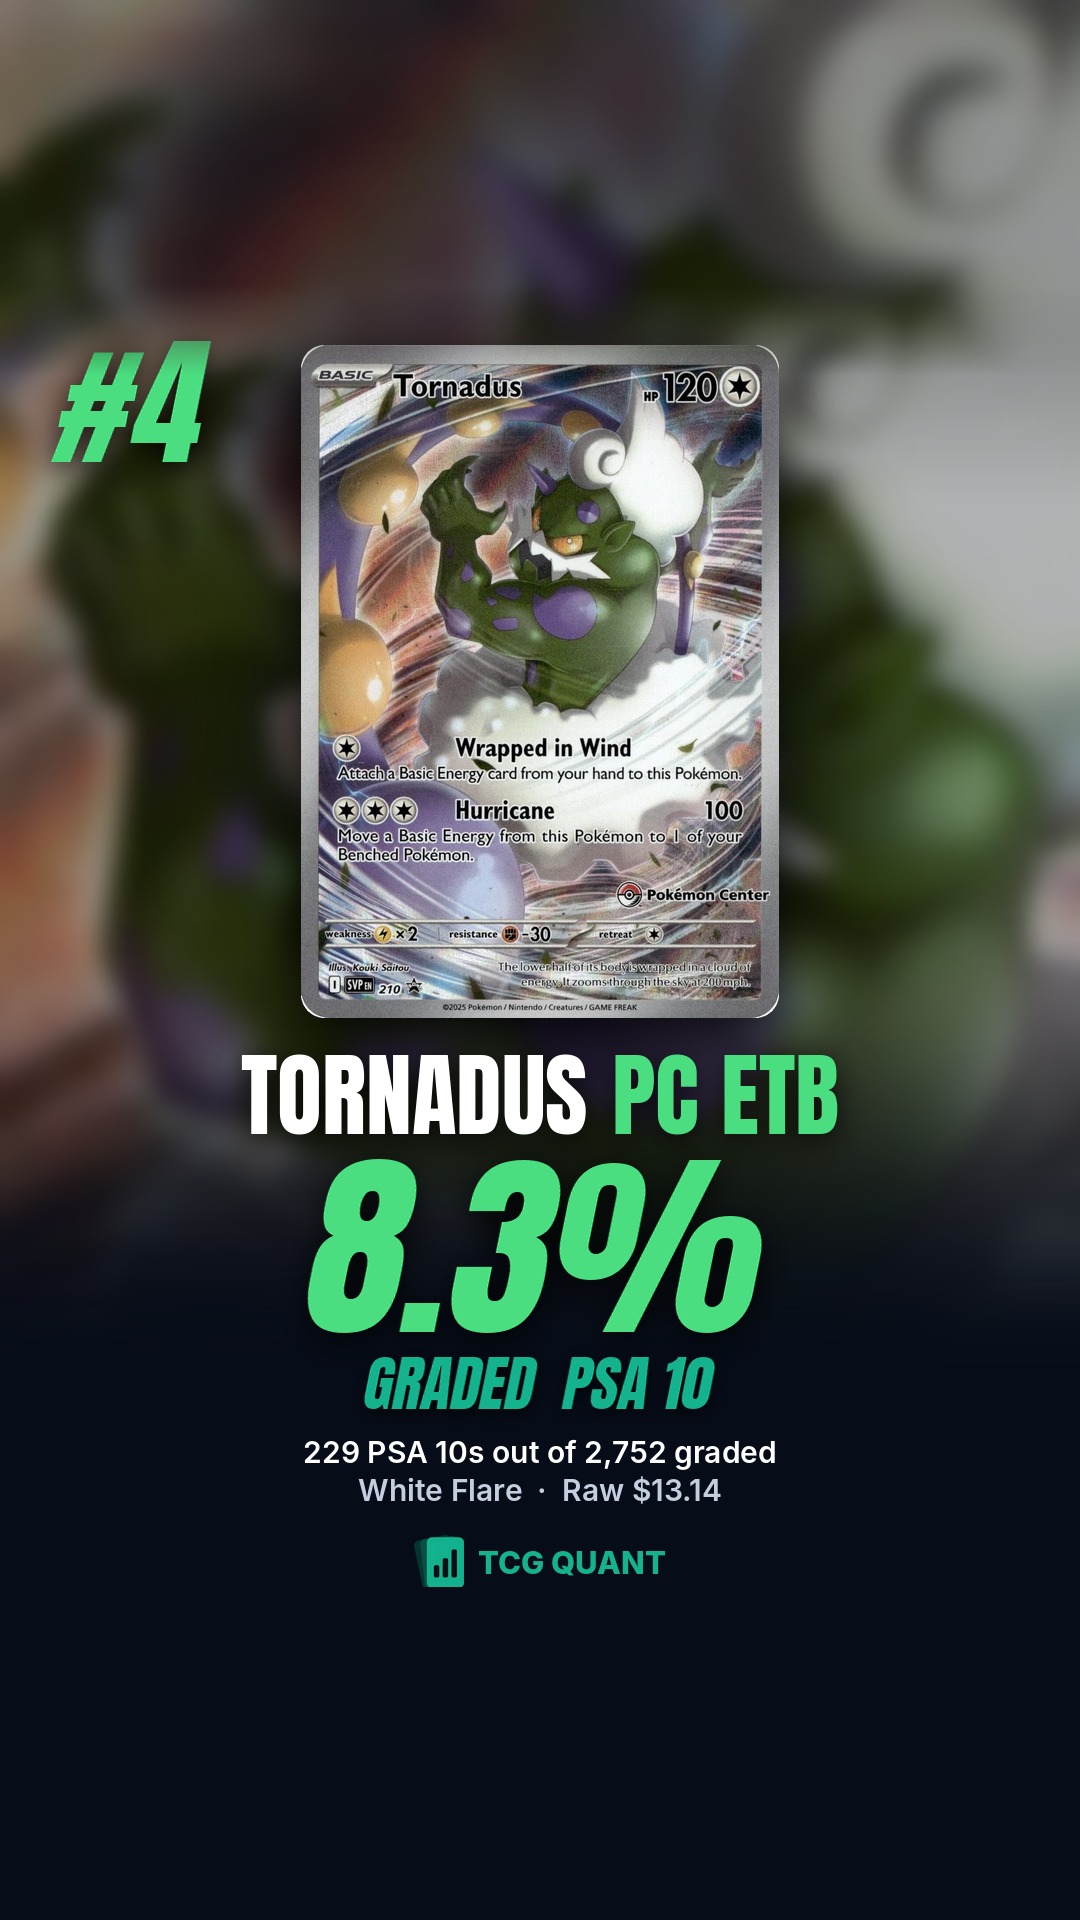 #4
BASIC Tornadus HP 120
Wrapped in Wind
Attach a Basic Energy card from your hand to this Pokémon.
Hurricane 100
Move a Basic Energy from this Pokémon to 1 of your
Benched Pokémon.
Pokémon Center
weakness ×2 resistance -30 retreat
Illus. Kouki Saitou
The lower half of its body is wrapped in a cloud of
energy. It zooms through the sky at 200 mph.
I SVP EN 210
©2025 Pokémon / Nintendo / Creatures / GAME FREAK
TORNADUS PC ETB
8.3%
GRADED PSA 10
229 PSA 10s out of 2,752 graded
White Flare · Raw $13.14
TCG QUANT